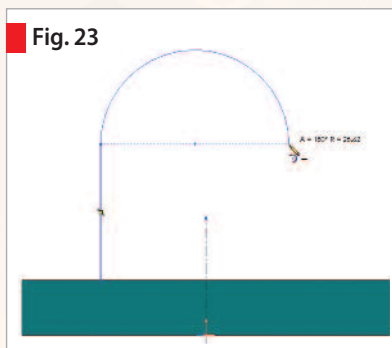 Fig. 23
A = 180° R = 26.62